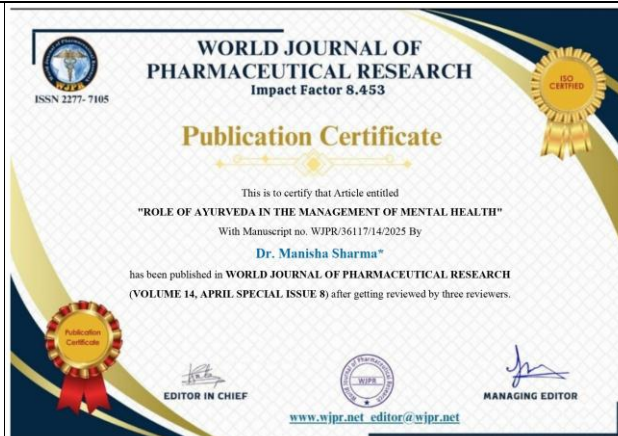 WJPR
ISSN 2277- 7105
WORLD JOURNAL OF
PHARMACEUTICAL RESEARCH
Impact Factor 8.453
ISO
CERTFIED
Publication Certificate
This is to certify that Article entitled
"ROLE OF AYURVEDA IN THE MANAGEMENT OF MENTAL HEALTH"
With Manuscript no. WJPR/36117/14/2025 By
Dr. Manisha Sharma*
has been published in WORLD JOURNAL OF PHARMACEUTICAL RESEARCH
(VOLUME 14, APRIL SPECIAL ISSUE 8) after getting reviewed by three reviewers.
Publication
Certificate
WJPR
EDITOR IN CHIEF
MANAGING EDITOR
www.wjpr.net editor@wjpr.net